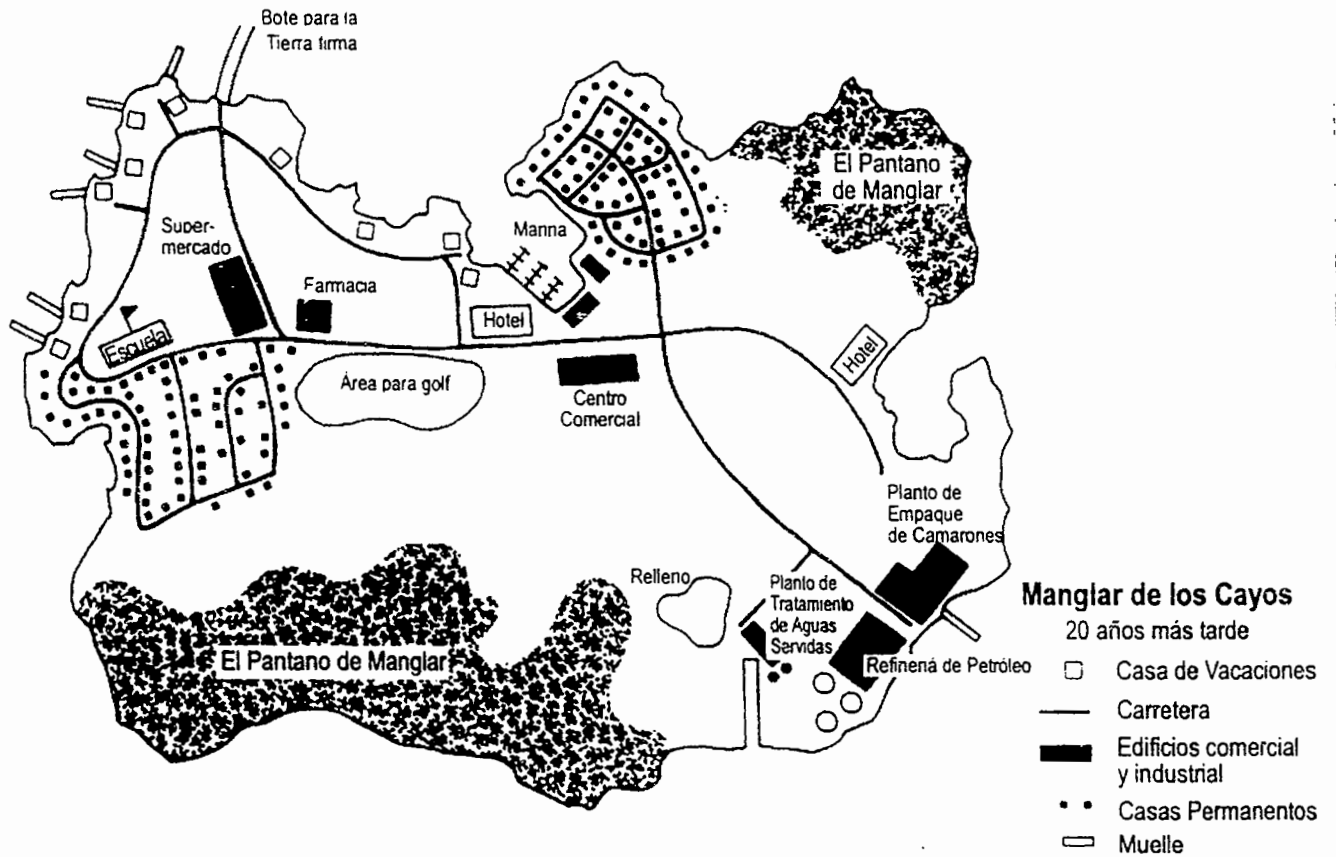 Bote para la
Tierra firma
El Pantano
de Manglar
Manna
Super-
mercado
Farmacia
Hotel
Escuela
Hotel
Área para golf
Centro
Comercial
Planto de
Empaque
de Camarones
Relleno
Planto de
Tratamiento
de Aguas
Servidas
El Pantano de Manglar
Refinená de Petróleo
Manglar de los Cayos
20 años más tarde
Casa de Vacaciones
Carretera
Edificios comercial
y industrial
Casas Permanentos
Muelle